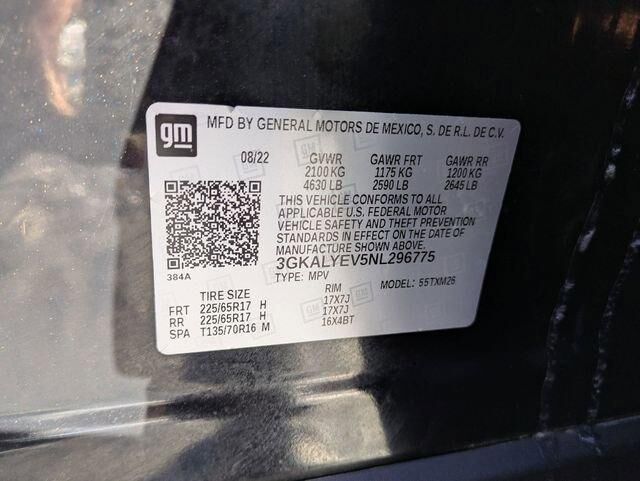 gm MFD BY GENERAL MOTORS DE MEXICO, S. DE R.L. DE C.V.
08/22 GVWR GAWR FRT GAWR RR
2100 KG 1175 KG 1200 KG
4630 LB 2590 LB 2645 LB
THIS VEHICLE CONFORMS TO ALL
APPLICABLE U.S. FEDERAL MOTOR
VEHICLE SAFETY AND THEFT PREVENTION
STANDARDS IN EFFECT ON THE DATE OF
MANUFACTURE SHOWN ABOVE.
384A 3GKALYEV5NL296775
TYPE: MPV MODEL: 55TXM26
TIRE SIZE RIM
FRT 225/65R17 H 17X7J
RR 225/65R17 H 17X7J
SPA T135/70R16 M 16X4BT